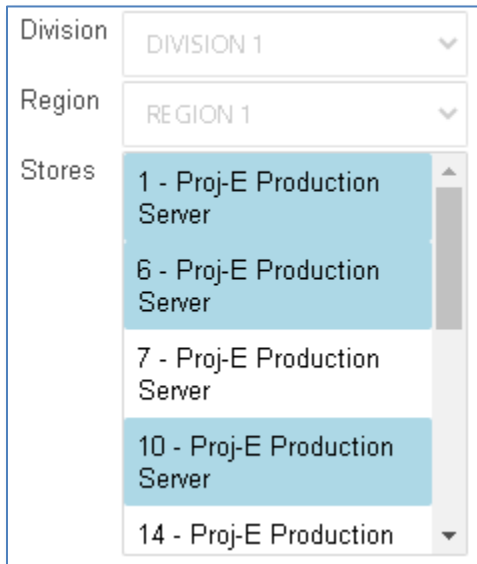 Division
DIVISION 1
Region
REGION 1
Stores
1 - Proj-E Production
Server
6 - Proj-E Production
Server
7 - Proj-E Production
Server
10 - Proj-E Production
Server
14 - Proj-E Production